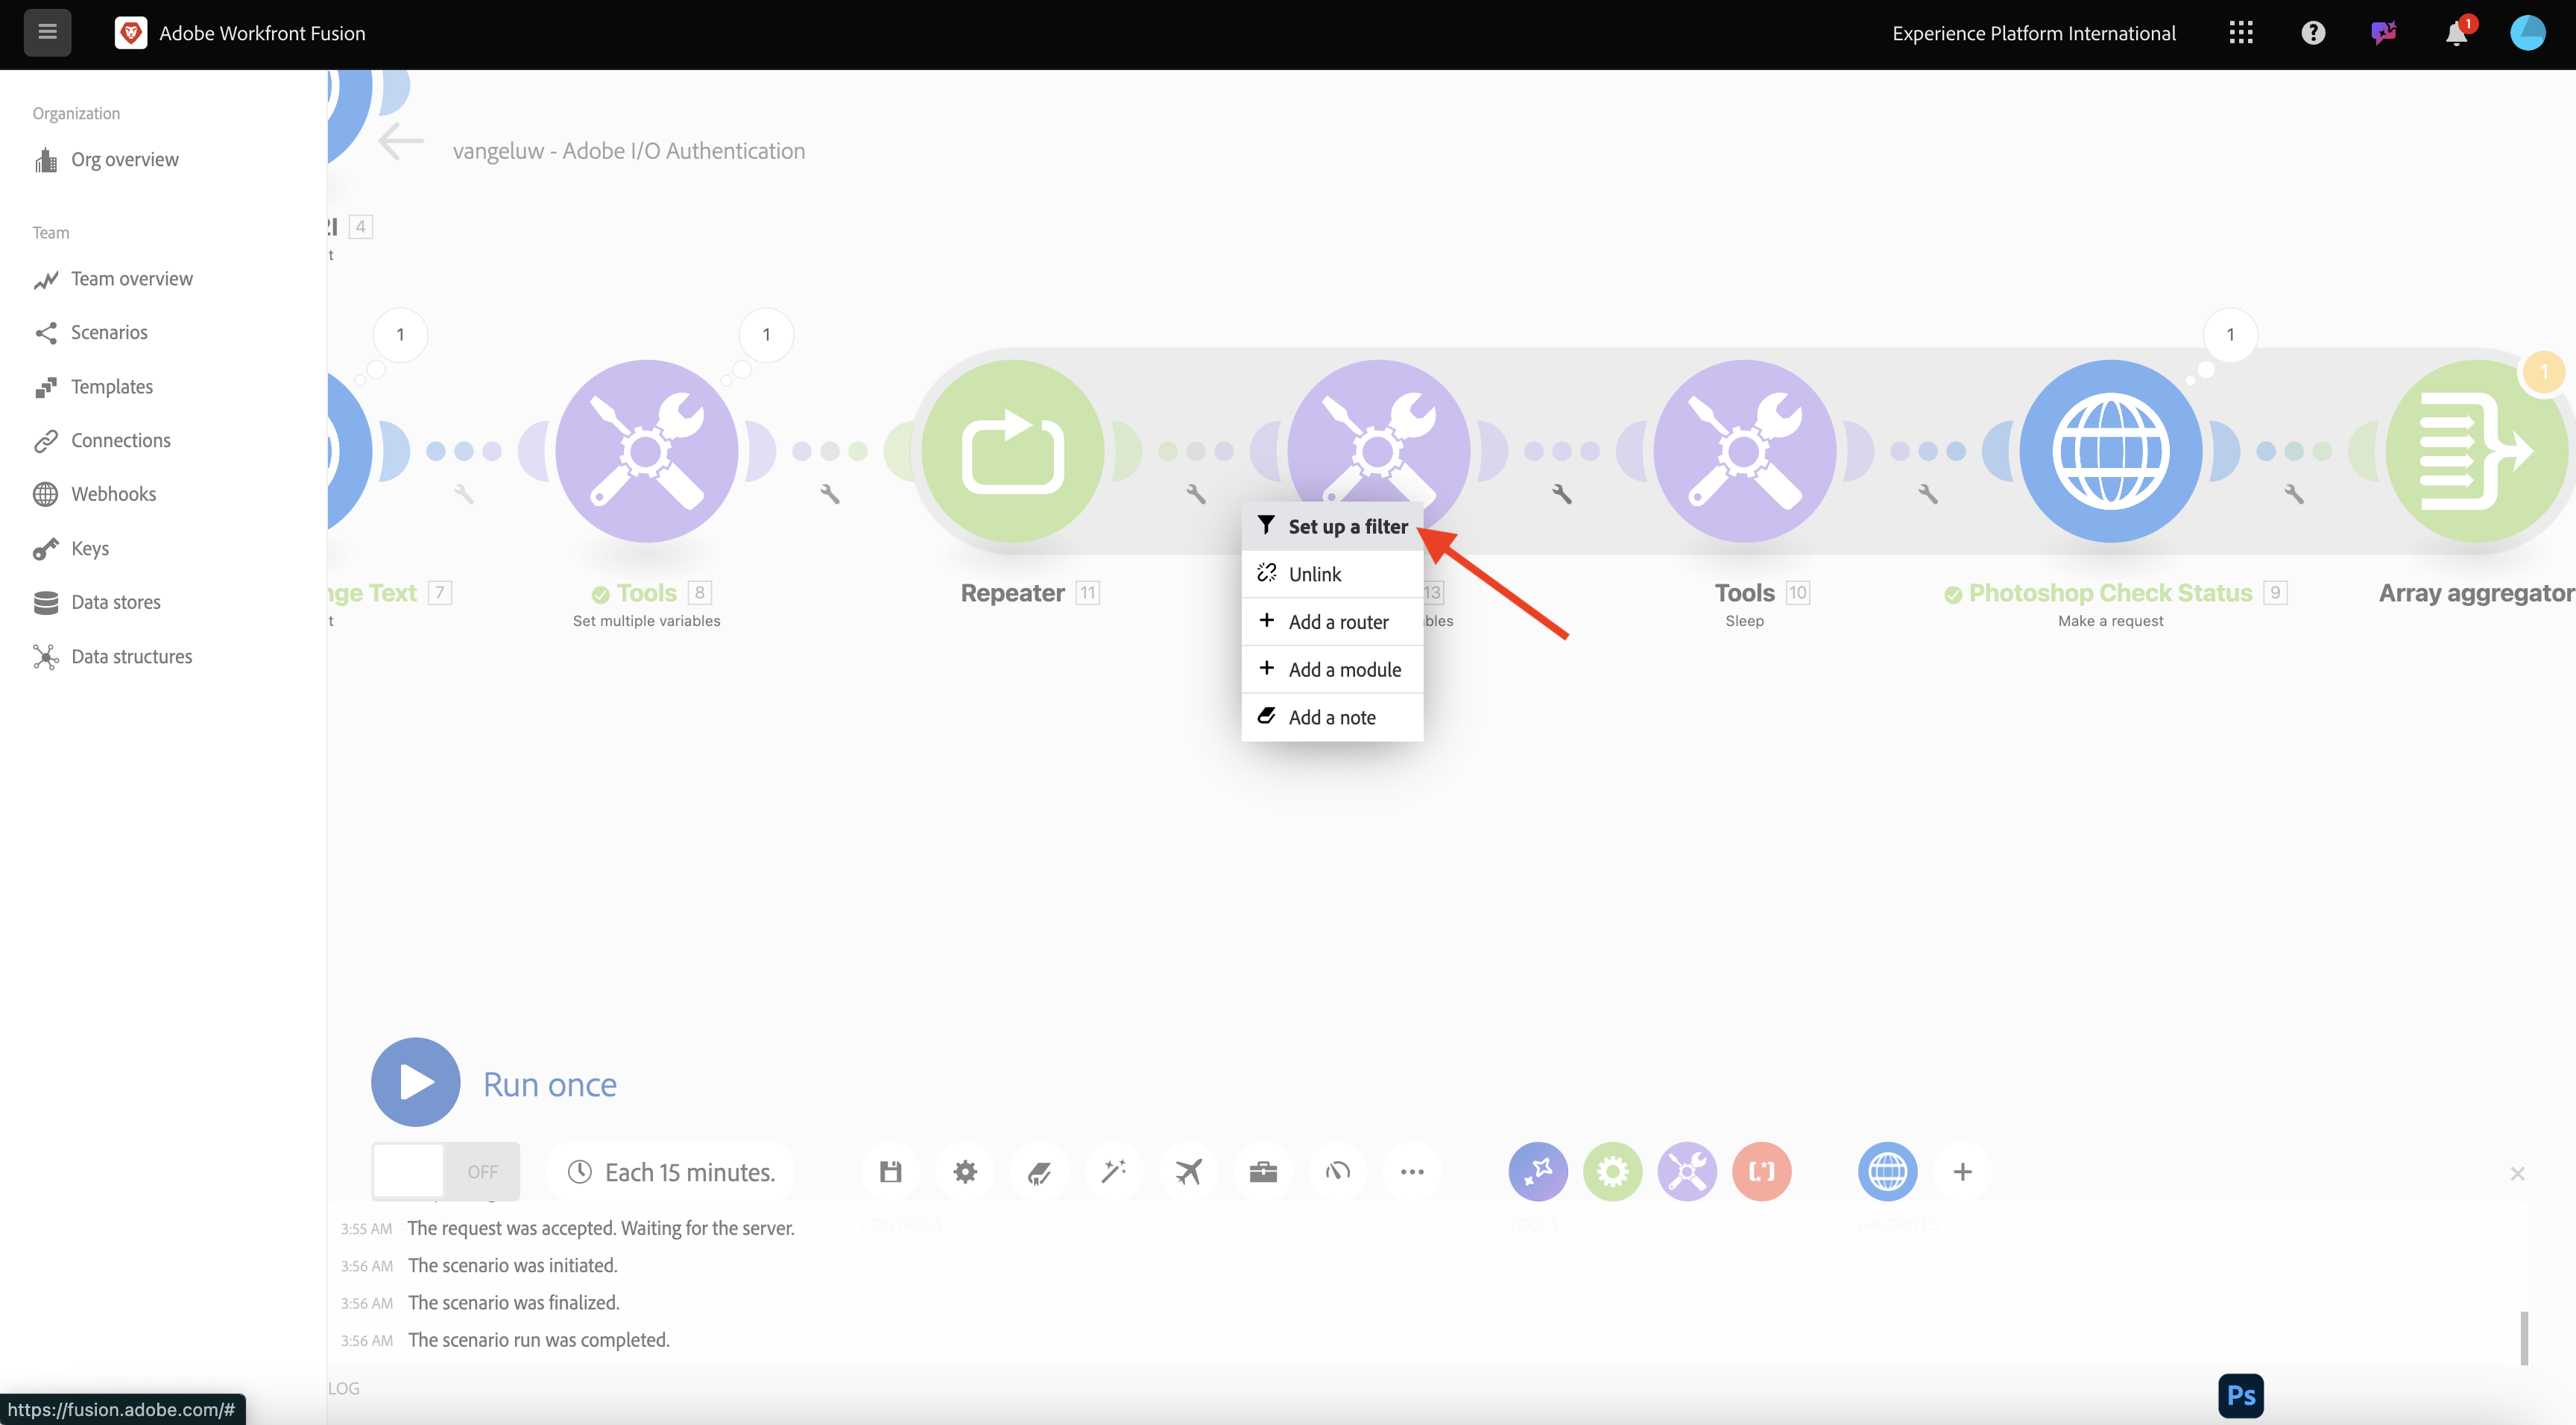 Adobe Workfront Fusion
Experience Platform International
1
Organization
Org overview
Team
Team overview
Scenarios
Templates
Connections
Webhooks
Keys
Data stores
Data structures
vangeluw - Adobe I/O Authentication
4
t
1
1
1
1
nge Text 7
t
Tools 8
Set multiple variables
Repeater 11
13
bles
Tools 10
Sleep
Photoshop Check Status 9
Make a request
Array aggregator
Set up a filter
Unlink
Add a router
Add a module
Add a note
Run once
OFF
Each 15 minutes.
CONTROLS
TOOLS
FAVORITES
3:55 AM The request was accepted. Waiting for the server.
3:56 AM The scenario was initiated.
3:56 AM The scenario was finalized.
3:56 AM The scenario run was completed.
LOG
Ps
https://fusion.adobe.com/#